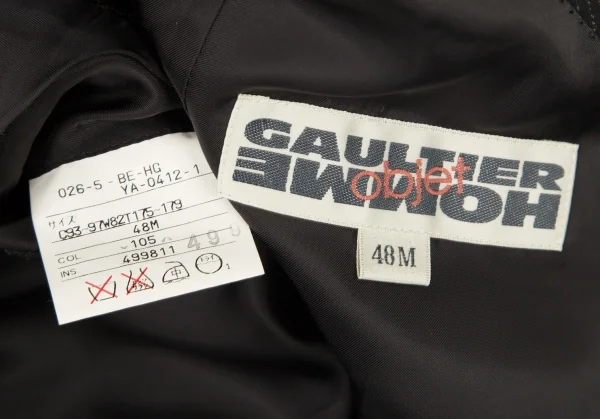 026-5-BE-HG
YA-0412-1
サイズ
C93-97W82T175-179
48M
COL 105
INS 499811
GAULTIER
HOMME
objet
48M